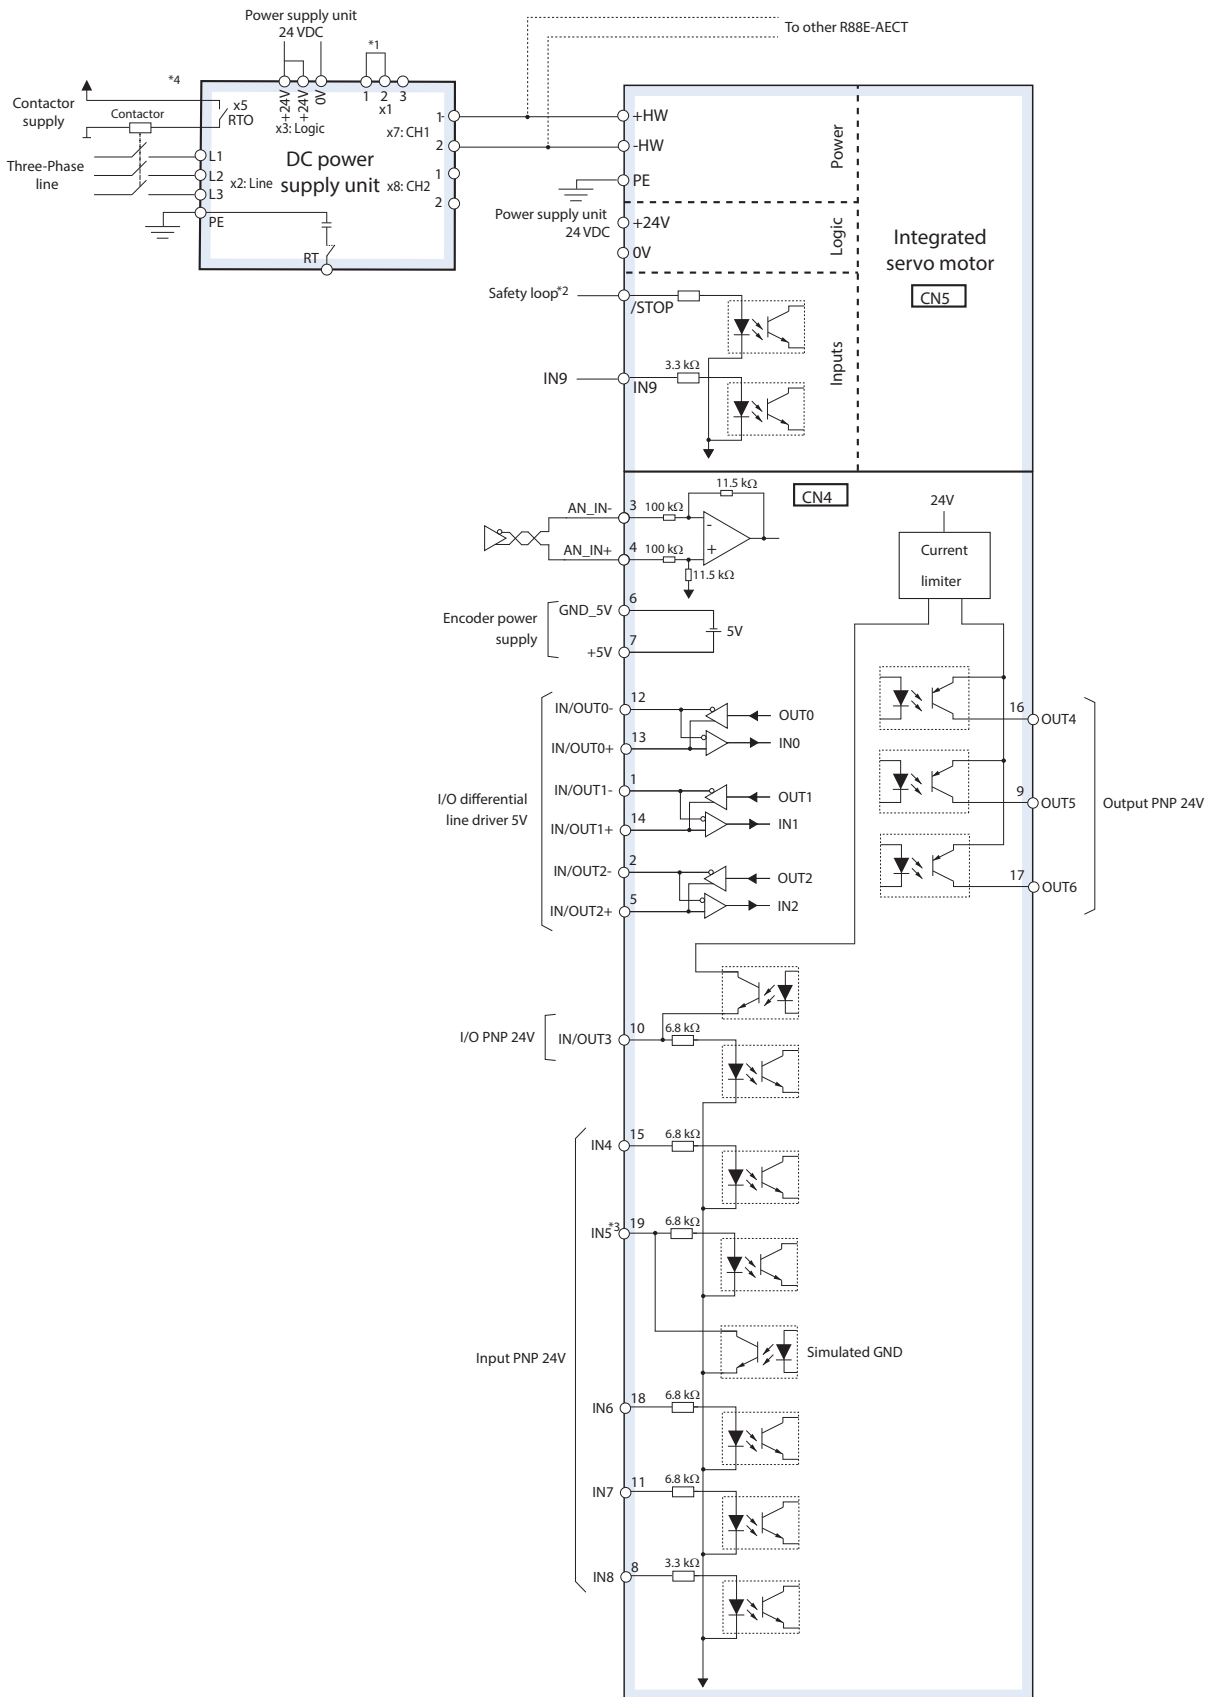 Power supply unit
24 VDC
*1
To other R88E-AECT
*4
+24V
+24V
0V
1
2
3
x1
x3: Logic
Contactor
supply
Contactor
x5
RTO
1-
x7: CH1
2
DC power
supply unit
x8: CH2
1
2
Three-Phase
line
L1
L2
L3
x2: Line
PE
RT
+HW
-HW
PE
Power
Power supply unit
24 VDC
+24V
0V
Logic
Integrated
servo motor
CN5
Safety loop*2
/STOP
Inputs
IN9
IN9
3.3 kΩ
CN4
AN_IN-
3
100 kΩ
11.5 kΩ
-
+
AN_IN+
4
100 kΩ
11.5 kΩ
24V
Current
limiter
Encoder power
supply
GND_5V
6
+5V
7
5V
I/O differential
line driver 5V
IN/OUT0-
12
OUT0
IN/OUT0+
13
IN0
IN/OUT1-
1
OUT1
IN/OUT1+
14
IN1
IN/OUT2-
2
OUT2
IN/OUT2+
5
IN2
16
OUT4
9
OUT5
17
OUT6
Output PNP 24V
I/O PNP 24V
IN/OUT3
10
6.8 kΩ
Input PNP 24V
IN4
15
6.8 kΩ
IN5*3
19
6.8 kΩ
Simulated GND
IN6
18
6.8 kΩ
IN7
11
6.8 kΩ
IN8
8
3.3 kΩ